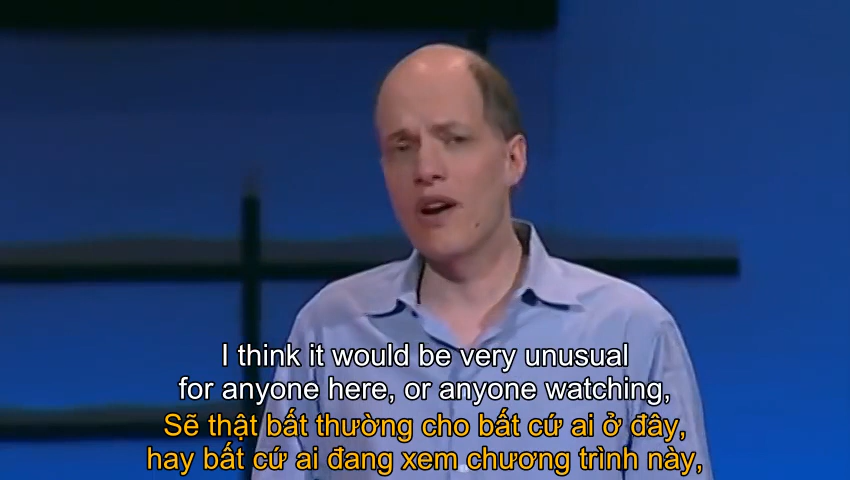 I think it would be very unusual
for anyone here, or anyone watching,
Sẽ thật bất thường cho bất cứ ai ở đây,
hay bất cứ ai đang xem chương trình này,